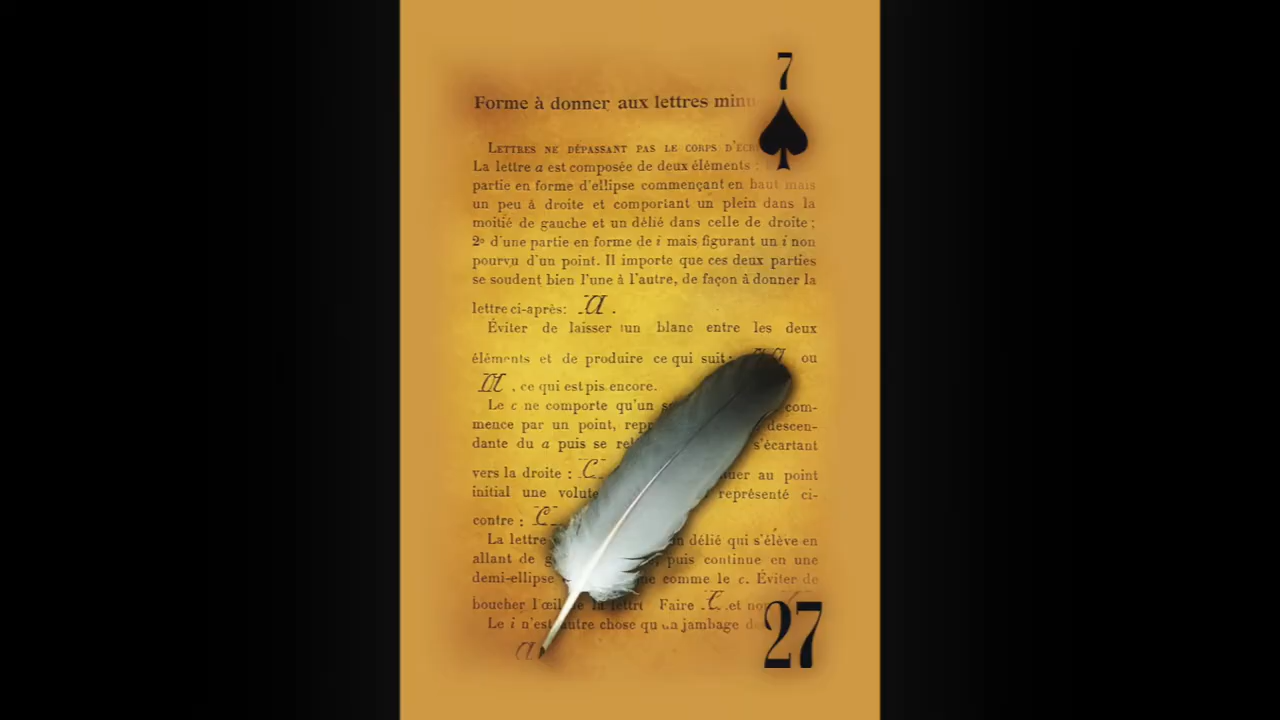 7
Forme à donner aux lettres
LETTRES NE DÉPASSANT PAS LE CORPS
La lettre a est composée de deux éléments :
partie en forme d'ellipse commençant en haut mais
un peu à droite et comportant un plein dans la
moitié de gauche et un délié dans celle de droite ;
2º d'une partie en forme de i mais figurant un i non
pourvu d'un point. Il importe que ces deux parties
se soudent bien l'une à l'autre, de façon à donner la
lettre ci-après: a .
Éviter de laisser un blanc entre les deux
éléments et de produire ce qui suit: ou
, ce qui est pis encore.
Le c ne comporte qu'un com-
mence par un point, descen-
dante du a puis se s'écartant
vers la droite : C au point
initial une volute représenté ci-
contre : C
La lettre délié qui s'élève en
allant de puis continue en une
demi-ellipse comme le c. Éviter de
boucher l'œil de la lettre Faire et non
Le i n'est autre chose qu'un jambage
a
27